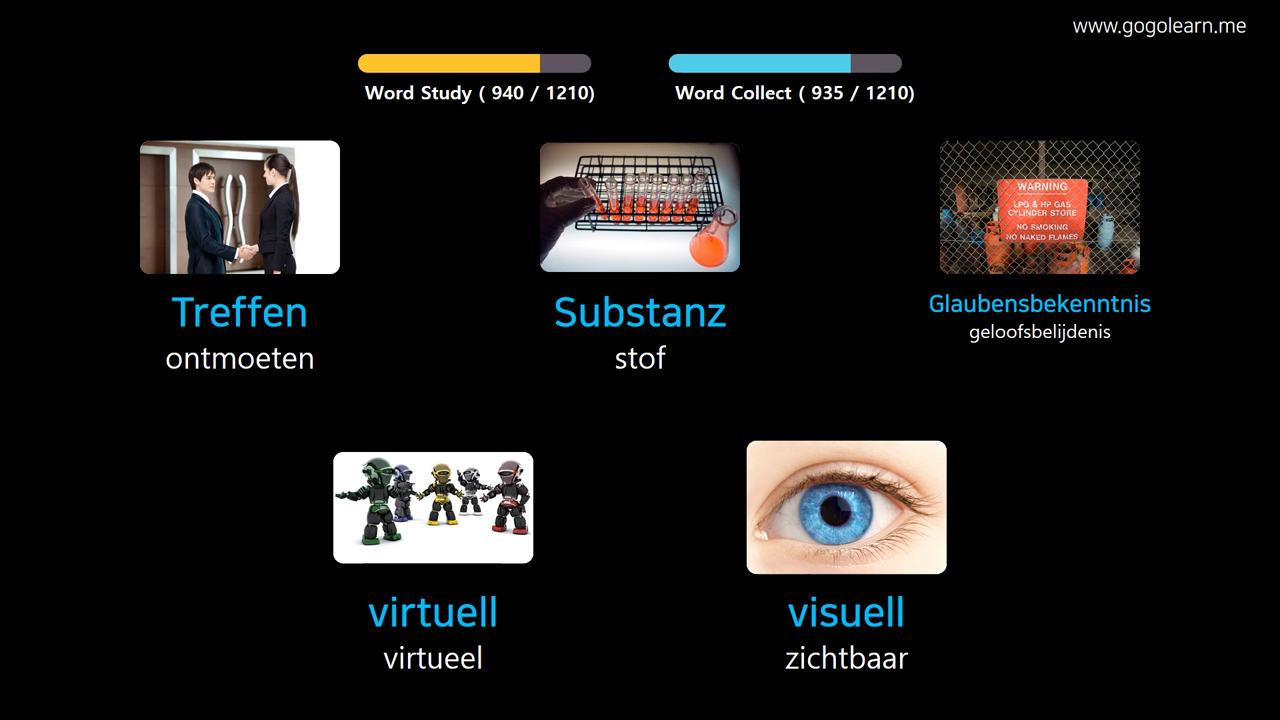 www.gogolearn.me
Word Study ( 940 / 1210)
Word Collect ( 935 / 1210)
WARNING
LPG & HP GAS
CYLINDER STORE
NO SMOKING
NO NAKED FLAMES
Treffen
ontmoeten
Substanz
stof
Glaubensbekenntnis
geloofsbelijdenis
virtuell
virtueel
visuell
zichtbaar